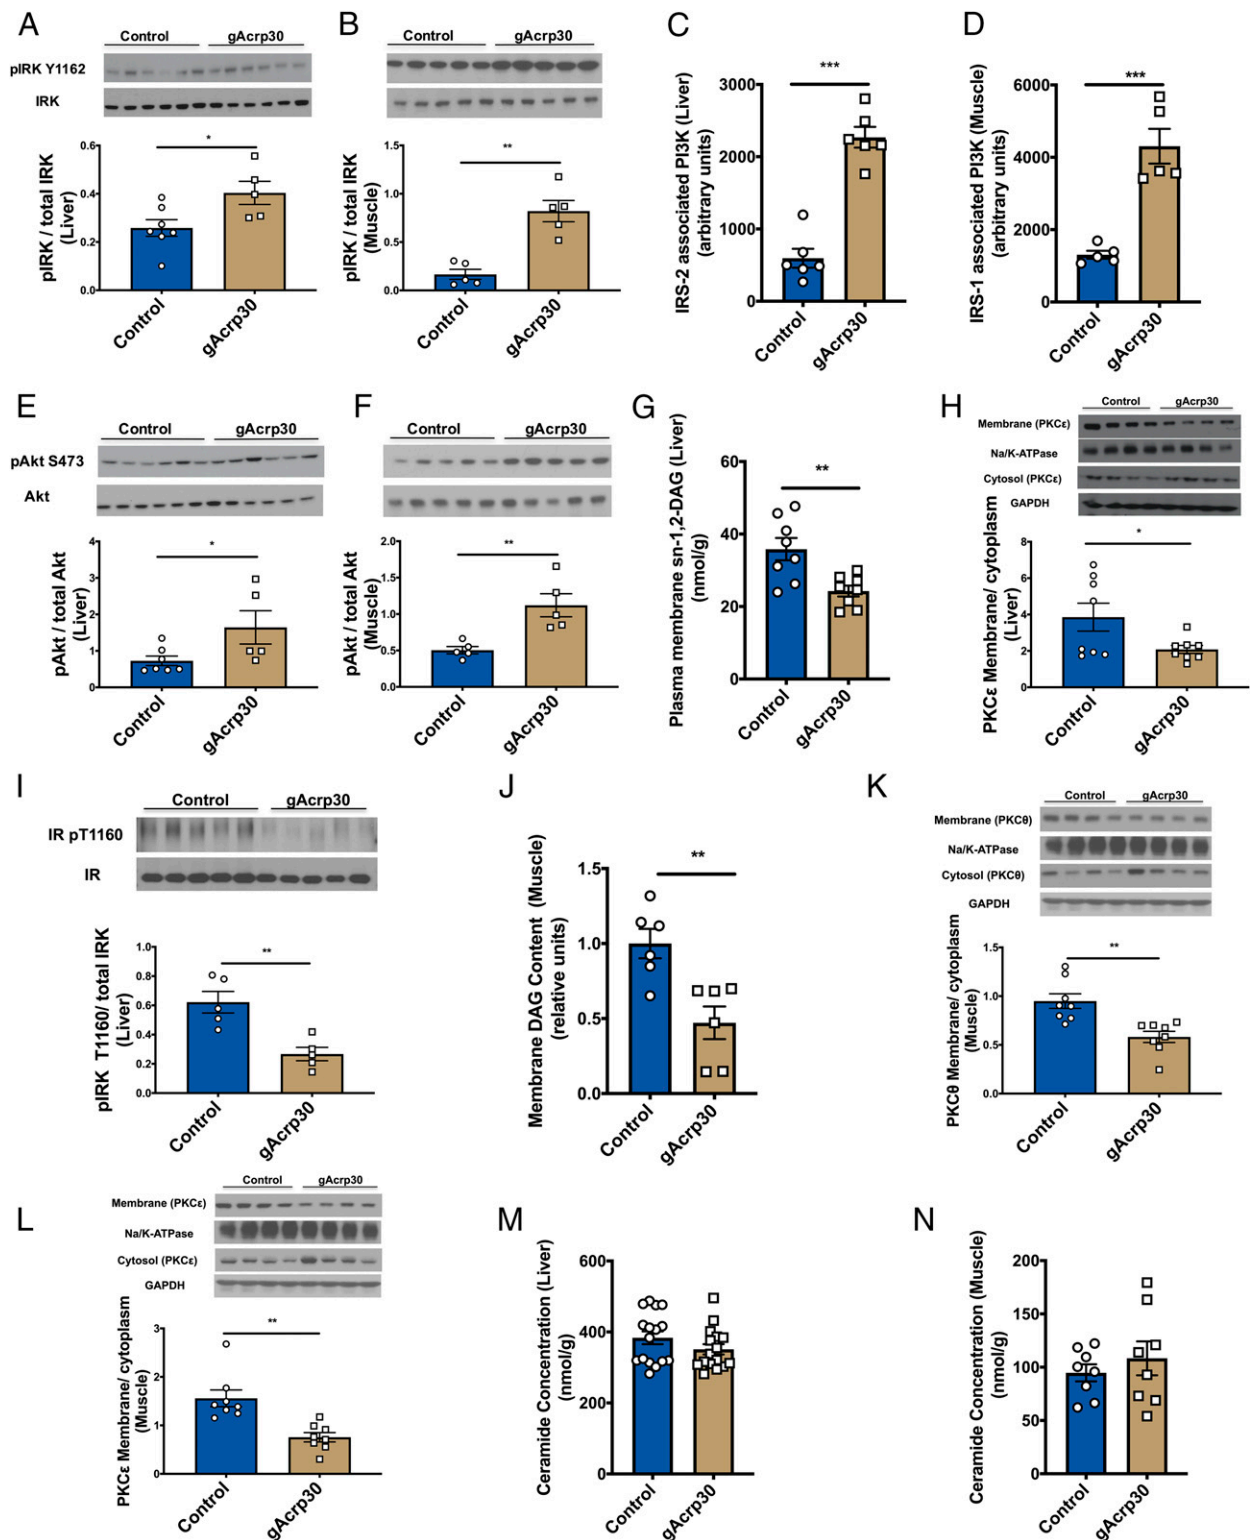 A
Control gAcrp30
pIRK Y1162
IRK
pIRK / total IRK
(Liver)
0.6
0.4
0.2
0.0
*
Control
gAcrp30
B
Control gAcrp30
pIRK / total IRK
(Muscle)
1.5
1.0
0.5
0.0
**
Control
gAcrp30
C
IRS-2 associated PI3K (Liver)
(arbitrary units)
3000
2000
1000
0
***
Control
gAcrp30
D
IRS-1 associated PI3K (Muscle)
(arbitrary units)
6000
4000
2000
0
***
Control
gAcrp30
E
Control gAcrp30
pAkt S473
Akt
pAkt / total Akt
(Liver)
4
3
2
1
0
*
Control
gAcrp30
F
Control gAcrp30
pAkt / total Akt
(Muscle)
2.0
1.5
1.0
0.5
0.0
**
Control
gAcrp30
G
Plasma membrane sn-1,2-DAG (Liver)
(nmol/g)
60
40
20
0
**
Control
gAcrp30
H
Control gAcrp30
Membrane (PKCε)
Na/K-ATPase
Cytosol (PKCε)
GAPDH
PKCε Membrane/ cytoplasm
(Liver)
8
6
4
2
0
*
Control
gAcrp30
I
Control gAcrp30
IR pT1160
IR
pIRK T1160/ total IRK
(Liver)
1.0
0.8
0.6
0.4
0.2
0.0
**
Control
gAcrp30
J
Membrane DAG Content (Muscle)
(relative units)
1.5
1.0
0.5
0.0
**
Control
gAcrp30
K
Control gAcrp30
Membrane (PKCθ)
Na/K-ATPase
Cytosol (PKCθ)
GAPDH
PKCθ Membrane/ cytoplasm
(Muscle)
1.5
1.0
0.5
0.0
**
Control
gAcrp30
L
Control gAcrp30
Membrane (PKCε)
Na/K-ATPase
Cytosol (PKCε)
GAPDH
PKCε Membrane/ cytoplasm
(Muscle)
3
2
1
0
**
Control
gAcrp30
M
Ceramide Concentration (Liver)
(nmol/g)
600
400
200
0
Control
gAcrp30
N
Ceramide Concentration (Muscle)
(nmol/g)
200
150
100
50
0
Control
gAcrp30